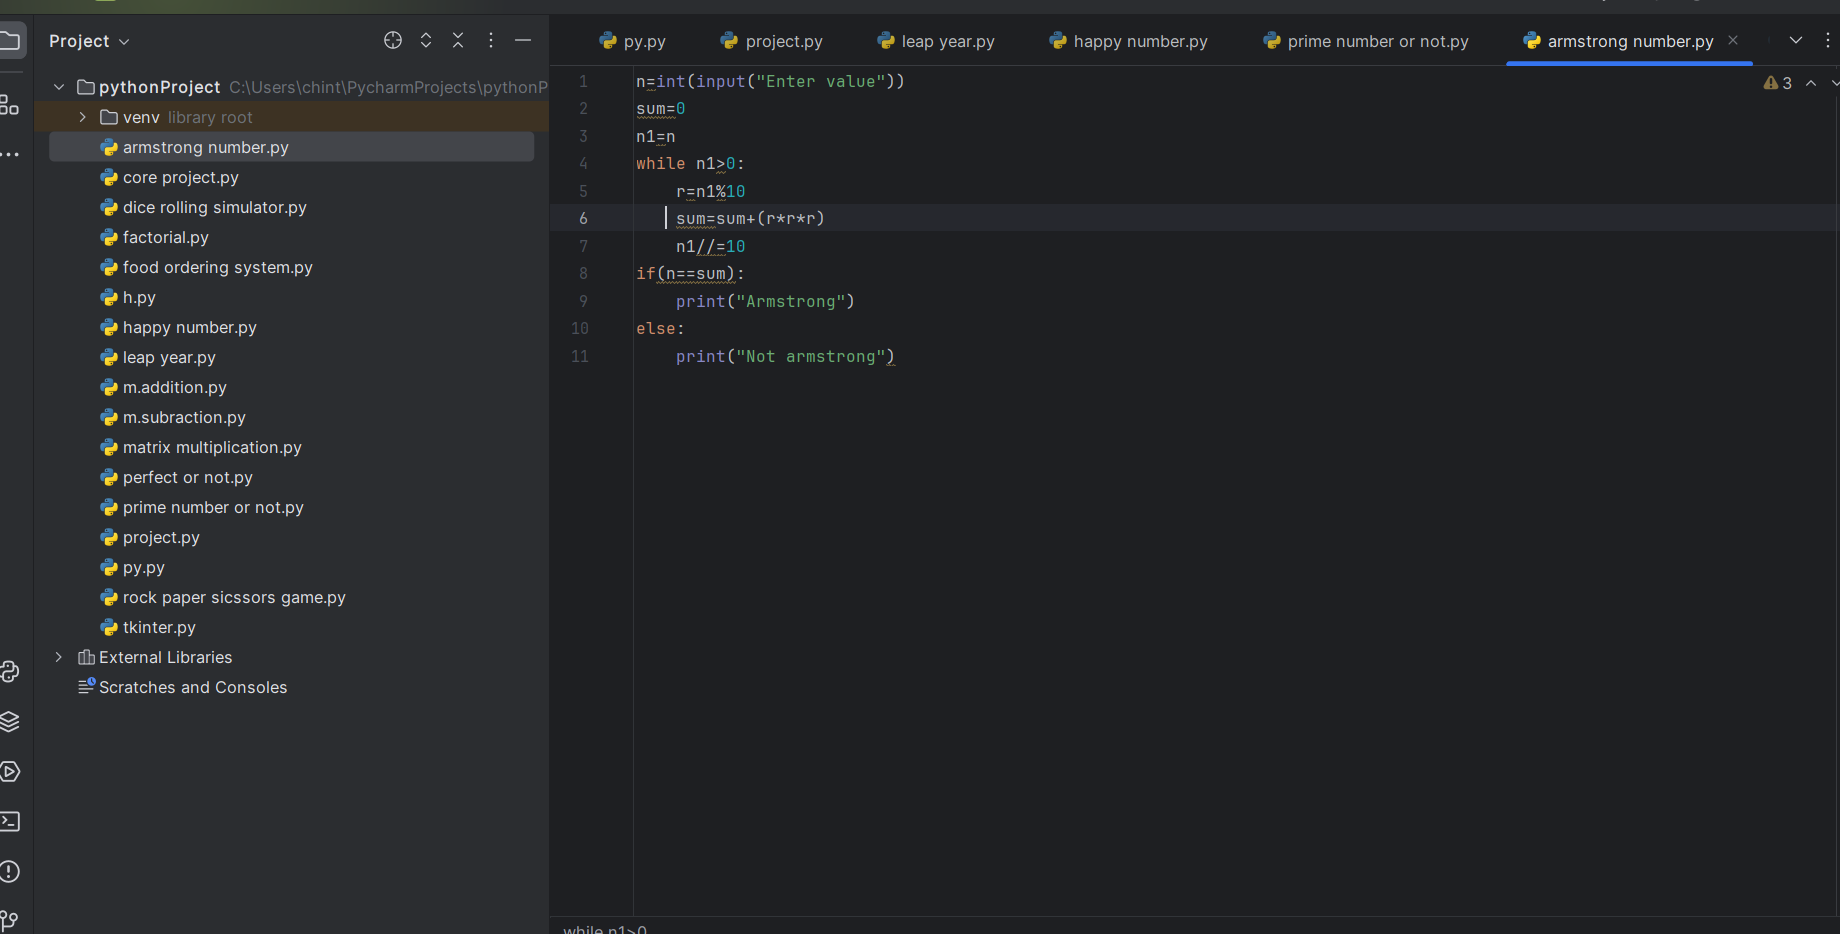 Project
pythonProject C:\Users\chint\PycharmProjects\pythonP
venv library root
armstrong number.py
core project.py
dice rolling simulator.py
factorial.py
food ordering system.py
h.py
happy number.py
leap year.py
m.addition.py
m.subraction.py
matrix multiplication.py
perfect or not.py
prime number or not.py
project.py
py.py
rock paper sicssors game.py
tkinter.py
External Libraries
Scratches and Consoles
py.py project.py leap year.py happy number.py prime number or not.py armstrong number.py
3
1 n=int(input("Enter value"))
2 sum=0
3 n1=n
4 while n1>0:
5 r=n1%10
6 sum=sum+(r*r*r)
7 n1//=10
8 if(n==sum):
9 print("Armstrong")
10 else:
11 print("Not armstrong")
while n1>0